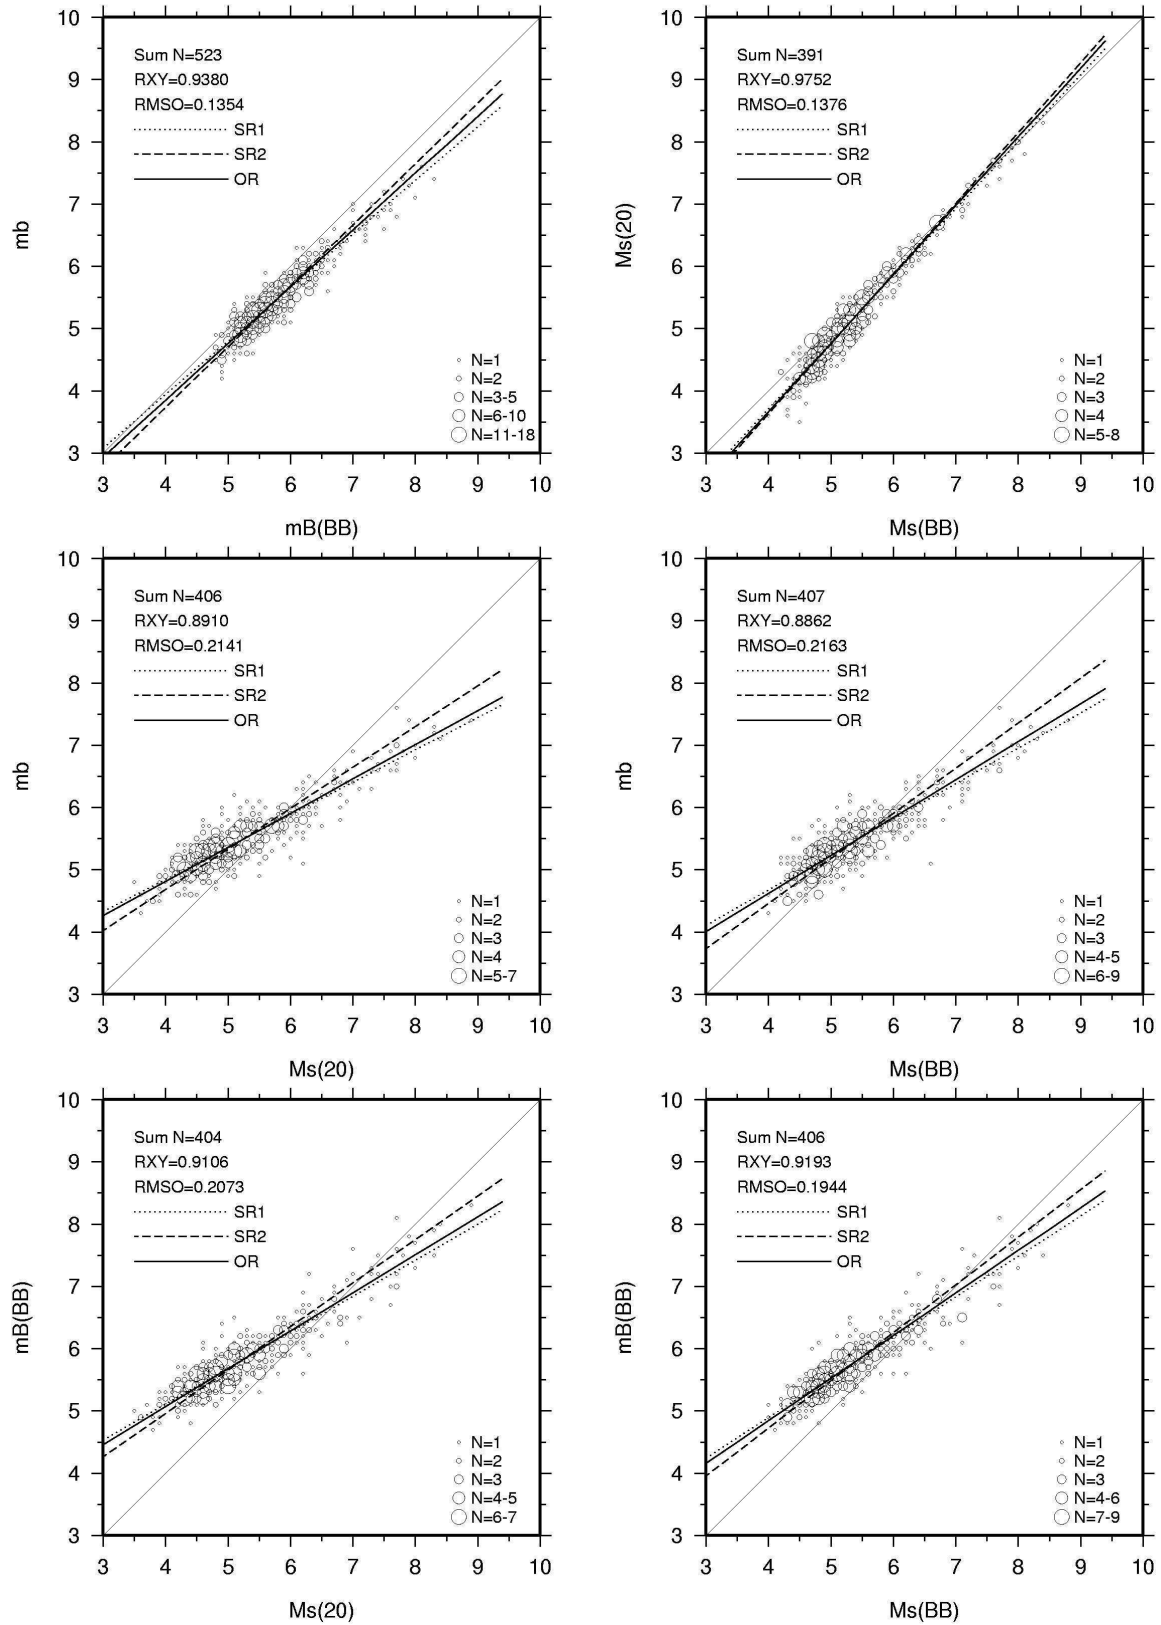 10
9
8
7
6
5
4
3
mb
Sum N=523
RXY=0.9380
RMSO=0.1354
SR1
SR2
OR
N=1
N=2
N=3-5
N=6-10
N=11-18
3 4 5 6 7 8 9 10
mB(BB)
10
9
8
7
6
5
4
3
Ms(20)
Sum N=391
RXY=0.9752
RMSO=0.1376
SR1
SR2
OR
N=1
N=2
N=3
N=4
N=5-8
3 4 5 6 7 8 9 10
Ms(BB)
10
9
8
7
6
5
4
3
mb
Sum N=406
RXY=0.8910
RMSO=0.2141
SR1
SR2
OR
N=1
N=2
N=3
N=4
N=5-7
3 4 5 6 7 8 9 10
Ms(20)
10
9
8
7
6
5
4
3
mb
Sum N=407
RXY=0.8862
RMSO=0.2163
SR1
SR2
OR
N=1
N=2
N=3
N=4-5
N=6-9
3 4 5 6 7 8 9 10
Ms(BB)
10
9
8
7
6
5
4
3
mB(BB)
Sum N=404
RXY=0.9106
RMSO=0.2073
SR1
SR2
OR
N=1
N=2
N=3
N=4-5
N=6-7
3 4 5 6 7 8 9 10
Ms(20)
10
9
8
7
6
5
4
3
mB(BB)
Sum N=406
RXY=0.9193
RMSO=0.1944
SR1
SR2
OR
N=1
N=2
N=3
N=4-6
N=7-9
3 4 5 6 7 8 9 10
Ms(BB)